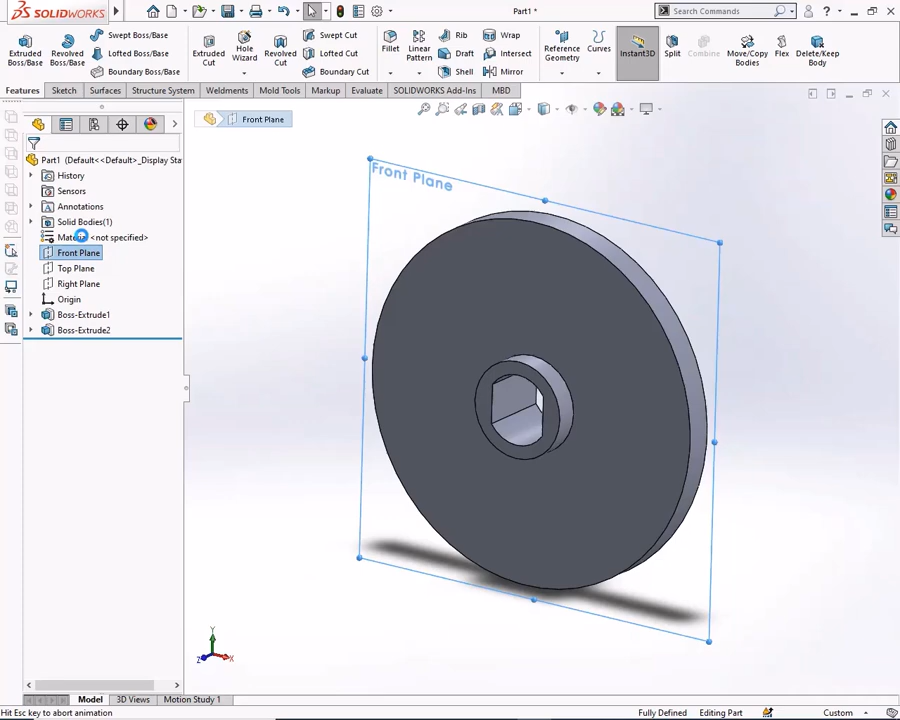 SOLIDWORKS
Part1 *
Search Commands
Extruded Boss/Base
Revolved Boss/Base
Swept Boss/Base
Lofted Boss/Base
Boundary Boss/Base
Extruded Cut
Hole Wizard
Revolved Cut
Swept Cut
Lofted Cut
Boundary Cut
Fillet
Linear Pattern
Rib
Draft
Shell
Wrap
Intersect
Mirror
Reference Geometry
Curves
Instant3D
Split
Combine
Move/Copy Bodies
Flex
Delete/Keep Body
Features
Sketch
Surfaces
Structure System
Weldments
Mold Tools
Markup
Evaluate
SOLIDWORKS Add-Ins
MBD
Front Plane
Part1 (Default<<Default>_Display Sta
History
Sensors
Annotations
Solid Bodies(1)
Mate <not specified>
Front Plane
Top Plane
Right Plane
Origin
Boss-Extrude1
Boss-Extrude2
Front Plane
Y
Z
X
Model
3D Views
Motion Study 1
Hit Esc key to abort animation
Fully Defined
Editing Part
Custom